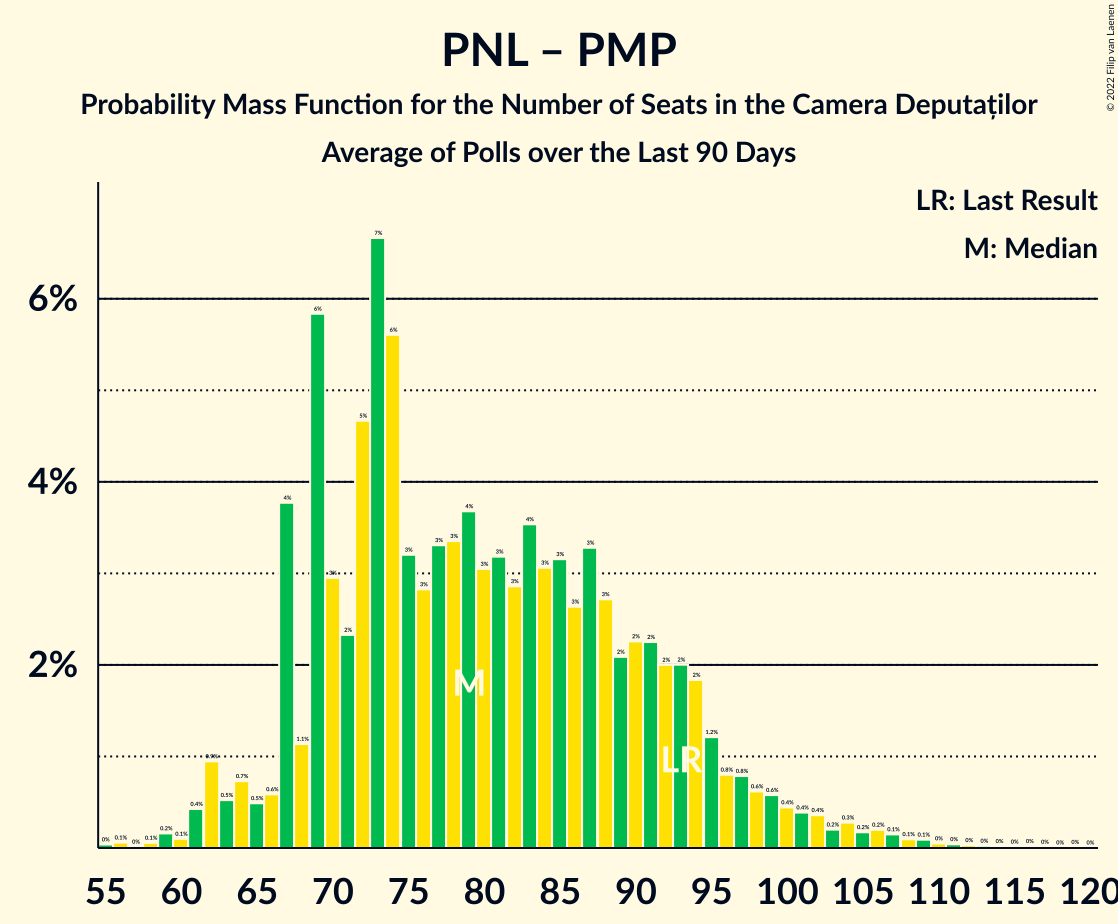 PNL – PMP
Probability Mass Function for the Number of Seats in the Camera Deputaților
Average of Polls over the Last 90 Days
© 2022 Filip van Laenen
LR: Last Result
M: Median
6%
4%
2%
0% 0.1% 0% 0.1% 0.2% 0.1% 0.4% 0.9% 0.5% 0.7% 0.5% 0.6% 4% 1.1% 6% 3% 2% 5% 7% 6% 3% 3% 3% 3% 4% 3% 3% 3% 4% 3% 3% 3% 3% 3% 2% 2% 2% 2% 2% 2% 1.2% 0.8% 0.8% 0.6% 0.6% 0.4% 0.4% 0.4% 0.2% 0.3% 0.2% 0.2% 0.1% 0.1% 0.1% 0% 0% 0% 0% 0% 0% 0% 0% 0% 0% 0%
M
LR
55 60 65 70 75 80 85 90 95 100 105 110 115 120